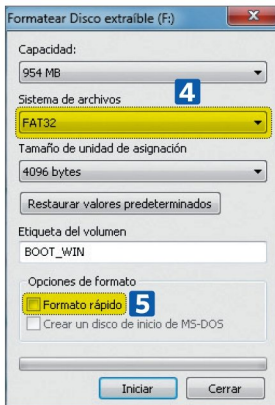 Formatear Disco extraíble (F:)
Capacidad:
954 MB
Sistema de archivos
4
FAT32
Tamaño de unidad de asignación
4096 bytes
Restaurar valores predeterminados
Etiqueta del volumen
BOOT_WIN
Opciones de formato
Formato rápido 5
Crear un disco de inicio de MS-DOS
Iniciar Cerrar